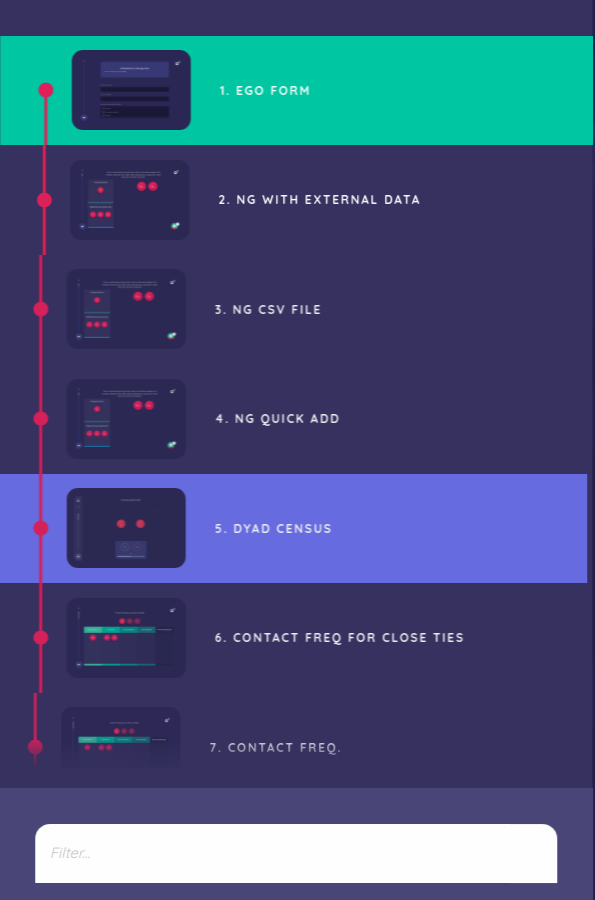 1. EGO FORM
2. NG WITH EXTERNAL DATA
3. NG CSV FILE
4. NG QUICK ADD
5. DYAD CENSUS
6. CONTACT FREQ FOR CLOSE TIES
7. CONTACT FREQ.
Filter...